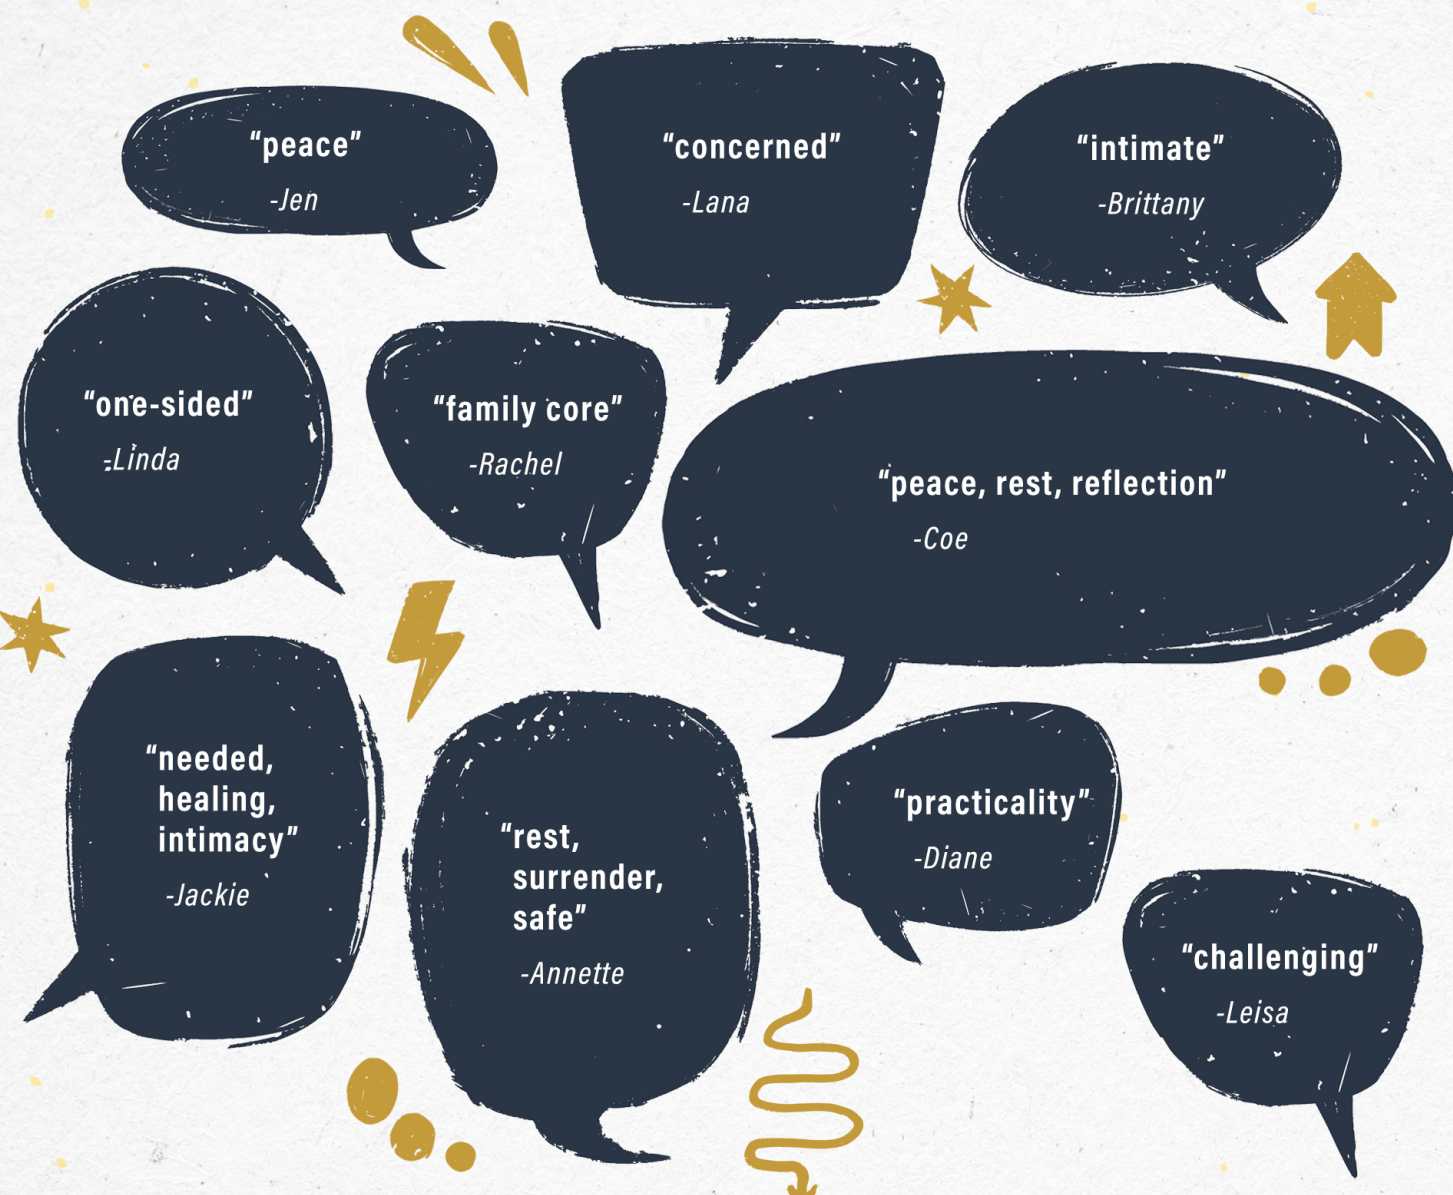 “peace”
-Jen
“concerned”
-Lana
“intimate”
-Brittany
“one-sided”
-Linda
“family core”
-Rachel
“peace, rest, reflection”
-Coe
“needed,
healing,
intimacy”
-Jackie
“rest,
surrender,
safe”
-Annette
“practicality”
-Diane
“challenging”
-Leisa